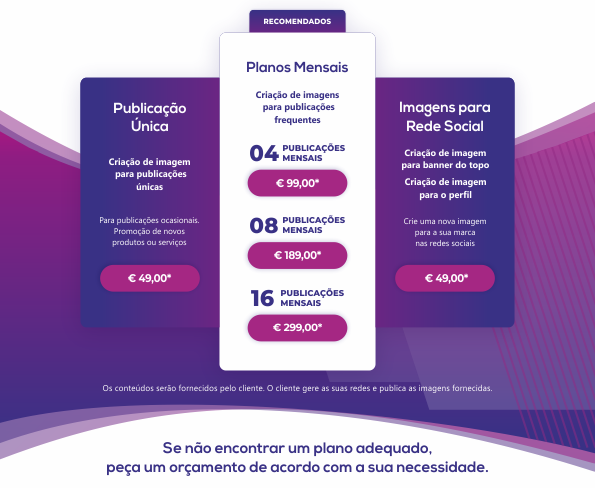 RECOMENDADOS
Publicação
Única
Criação de imagem
para publicações
únicas
Para publicações ocasionais.
Promoção de novos
produtos ou serviços
€ 49,00*
Planos Mensais
Criação de imagens
para publicações
frequentes
04 PUBLICAÇÕES
MENSAIS
€ 99,00*
08 PUBLICAÇÕES
MENSAIS
€ 189,00*
16 PUBLICAÇÕES
MENSAIS
€ 299,00*
Imagens para
Rede Social
Criação de imagem
para banner do topo
Criação de imagem
para o perfil
Crie uma nova imagem
para a sua marca
nas redes sociais
€ 49,00*
Os conteúdos serão fornecidos pelo cliente. O cliente gere as suas redes e publica as imagens fornecidas.
Se não encontrar um plano adequado,
peça um orçamento de acordo com a sua necessidade.